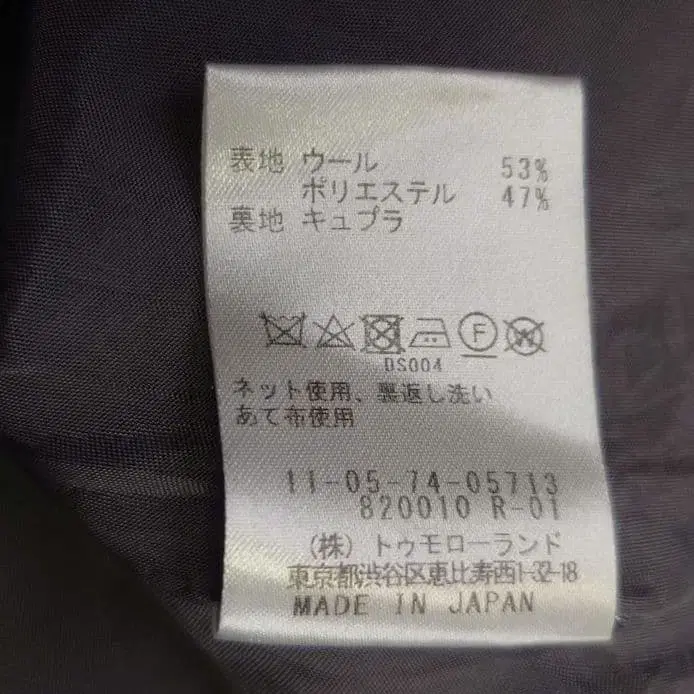 表地 ウール 53%
ポリエステル 47%
裏地 キュプラ
F W
DS004
ネット使用、裏返し洗い
あて布使用
11-05-74-05713
820010 R-01
(株) トゥモローランド
東京都渋谷区恵比寿西1-32-18
MADE IN JAPAN